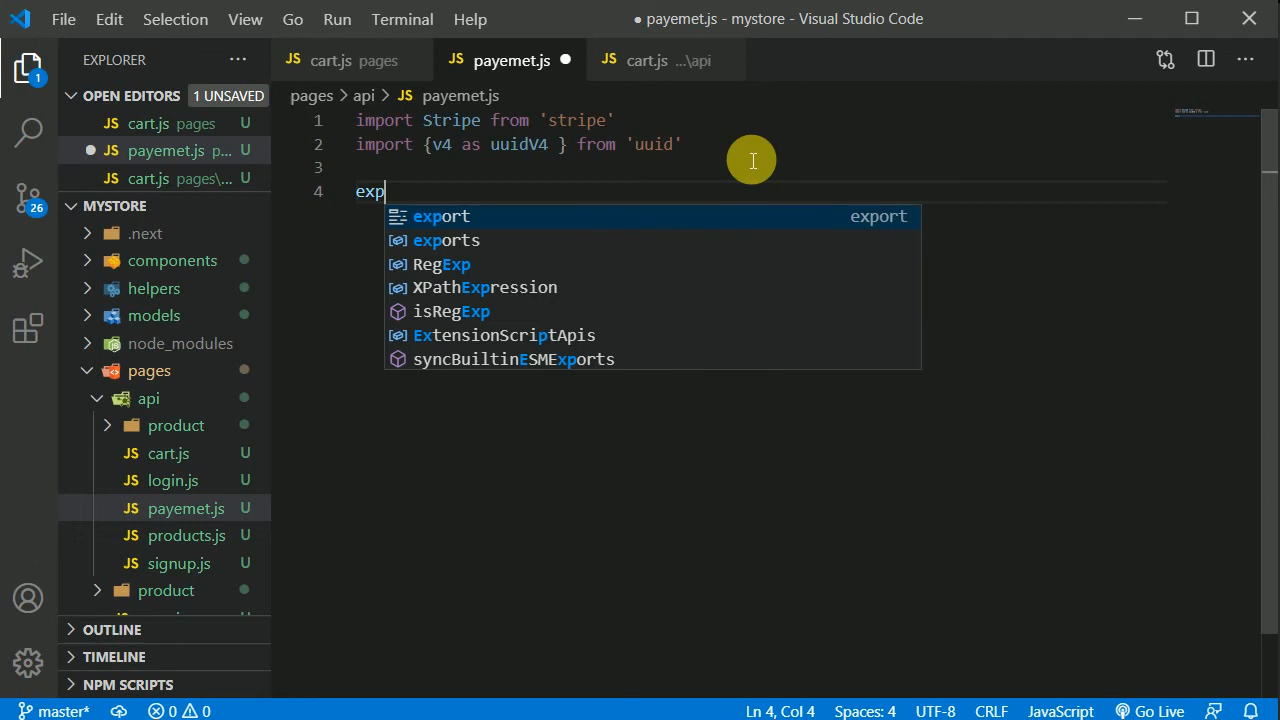 File Edit Selection View Go Run Terminal Help
● payemet.js - mystore - Visual Studio Code
EXPLORER
JS cart.js pages
JS payemet.js
JS cart.js ...\api
OPEN EDITORS 1 UNSAVED
JS cart.js pages U
JS payemet.js p... U
JS cart.js pages\... U
MYSTORE
.next
components
helpers
models
node_modules
pages
api
product
JS cart.js U
JS login.js U
JS payemet.js U
JS products.js U
JS signup.js U
product
OUTLINE
TIMELINE
NPM SCRIPTS
1
26
pages > api > JS payemet.js
1 import Stripe from 'stripe'
2 import {v4 as uuidV4 } from 'uuid'
3
4 exp
export export
exports
RegExp
XPathExpression
isRegExp
ExtensionScriptApis
syncBuiltinESMExports
master* 0 0 Ln 4, Col 4 Spaces: 4 UTF-8 CRLF JavaScript Go Live